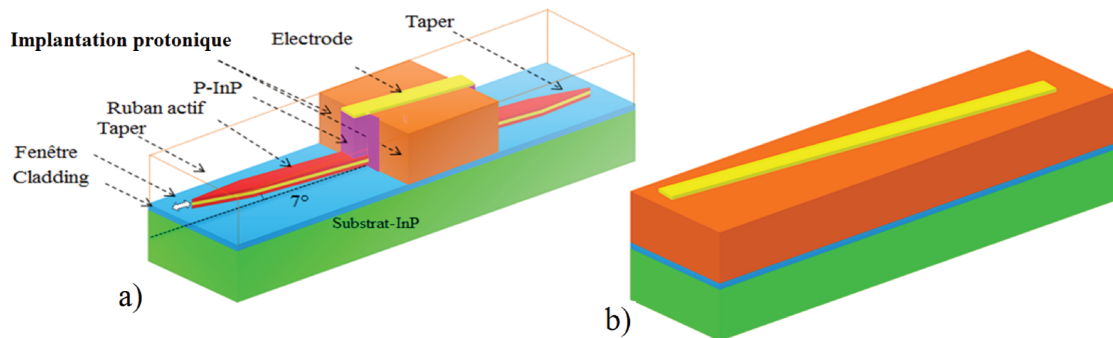 Taper
Implantation protonique
Electrode
P-InP
Ruban actif
Taper
Fenêtre
Cladding
7°
Substrat-InP
a)
b)